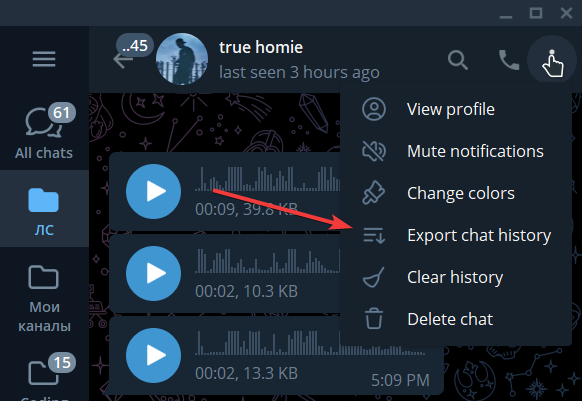 ..45
true homie
last seen 3 hours ago
61
All chats
ЛС
Мои
каналы
15
View profile
Mute notifications
Change colors
Export chat history
Clear history
Delete chat
00:09, 39.8 KB
00:02, 10.3 KB
00:02, 13.3 KB
5:09 PM